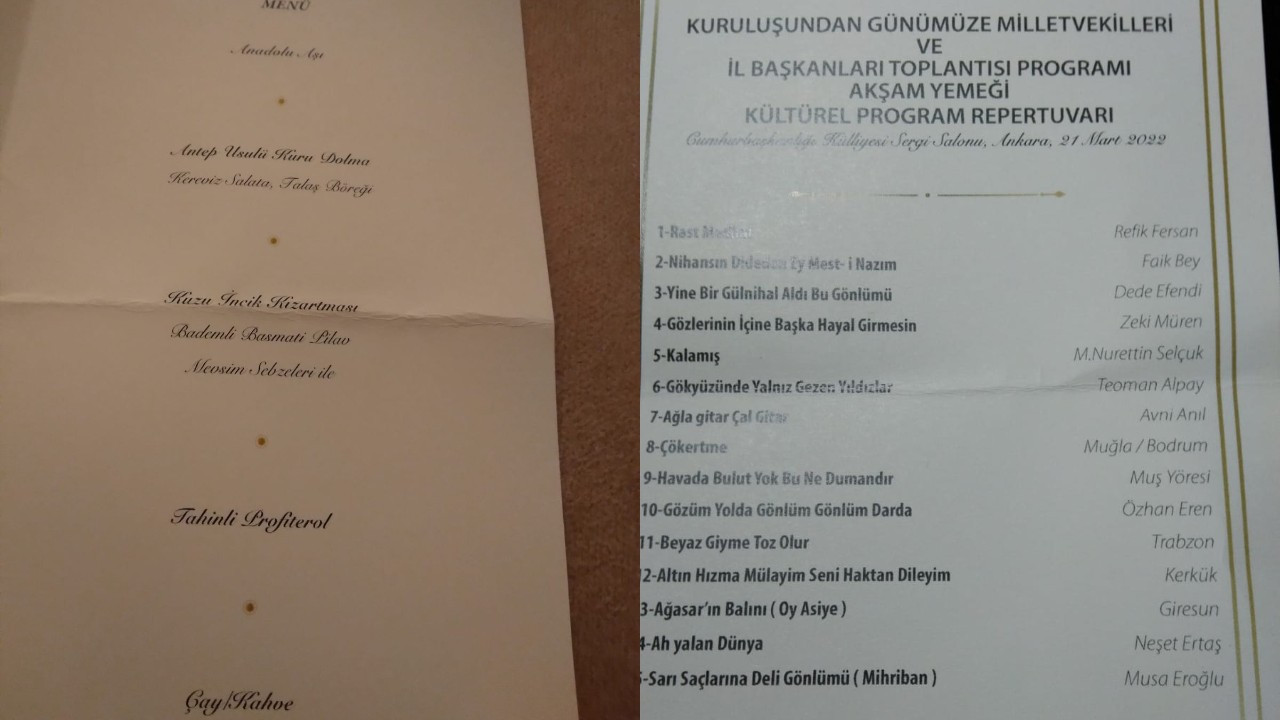 MENÜ
Anadolu Aşı
Antep Usulü Kuru Dolma
Kereviz Salata, Talaş Böreği
Kuzu İncik Kızartması
Bademli Basmati Pilav
Mevsim Sebzeleri ile
Tahinli Profiterol
Çay/Kahve
KURULUŞUNDAN GÜNÜMÜZE MİLLETVEKİLLERİ
VE
İL BAŞKANLARI TOPLANTISI PROGRAMI
AKŞAM YEMEĞİ
KÜLTÜREL PROGRAM REPERTUVARI
Cumhurbaşkanlığı Külliyesi Sergi Salonu, Ankara, 21 Mart 2022
1-Rast Refik Fersan
2-Nihansın Dideden Ey Mest- i Nazım Faik Bey
3-Yine Bir Gülnihal Aldı Bu Gönlümü Dede Efendi
4-Gözlerinin İçine Başka Hayal Girmesin Zeki Müren
5-Kalamış M.Nurettin Selçuk
6-Gökyüzünde Yalnız Gezen Yıldızlar Teoman Alpay
7-Ağla gitar Çal Gitar Avni Anıl
8-Çökertme Muğla / Bodrum
9-Havada Bulut Yok Bu Ne Dumandır Muş Yöresi
10-Gözüm Yolda Gönlüm Gönlüm Darda Özhan Eren
11-Beyaz Giyme Toz Olur Trabzon
2-Altın Hızma Mülayim Seni Haktan Dileyim Kerkük
3-Ağasar'ın Balını ( Oy Asiye ) Giresun
4-Ah yalan Dünya Neşet Ertaş
-Sarı Saçlarına Deli Gönlümü ( Mihriban ) Musa Eroğlu